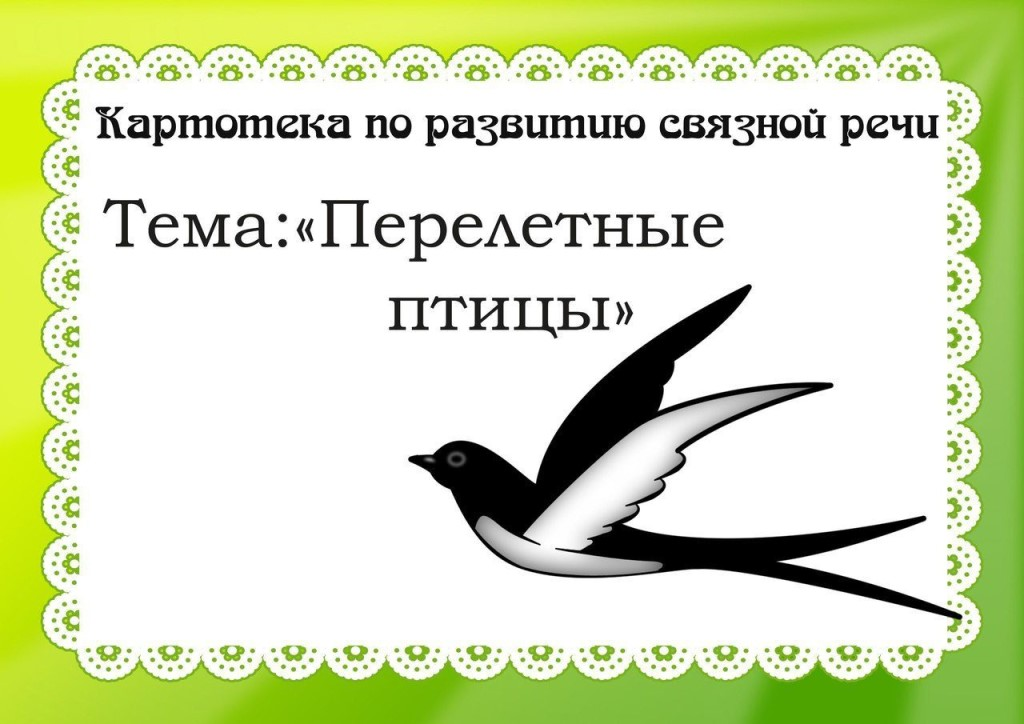 Картотека по развитию связной речи
Тема:«Перелетные
птицы»